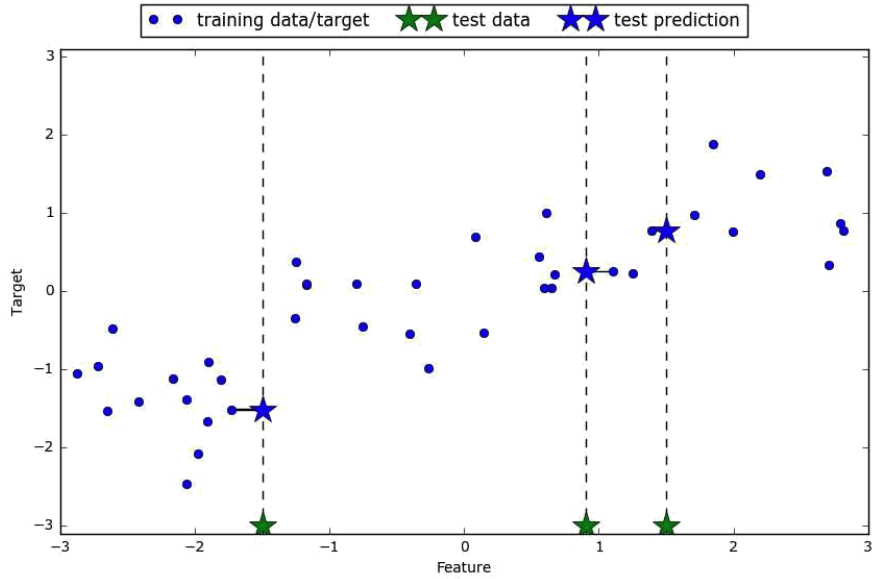 training data/target test data test prediction
3
2
1
0
−1
−2
−3
Target
−3 −2 −1 0 1 2 3
Feature